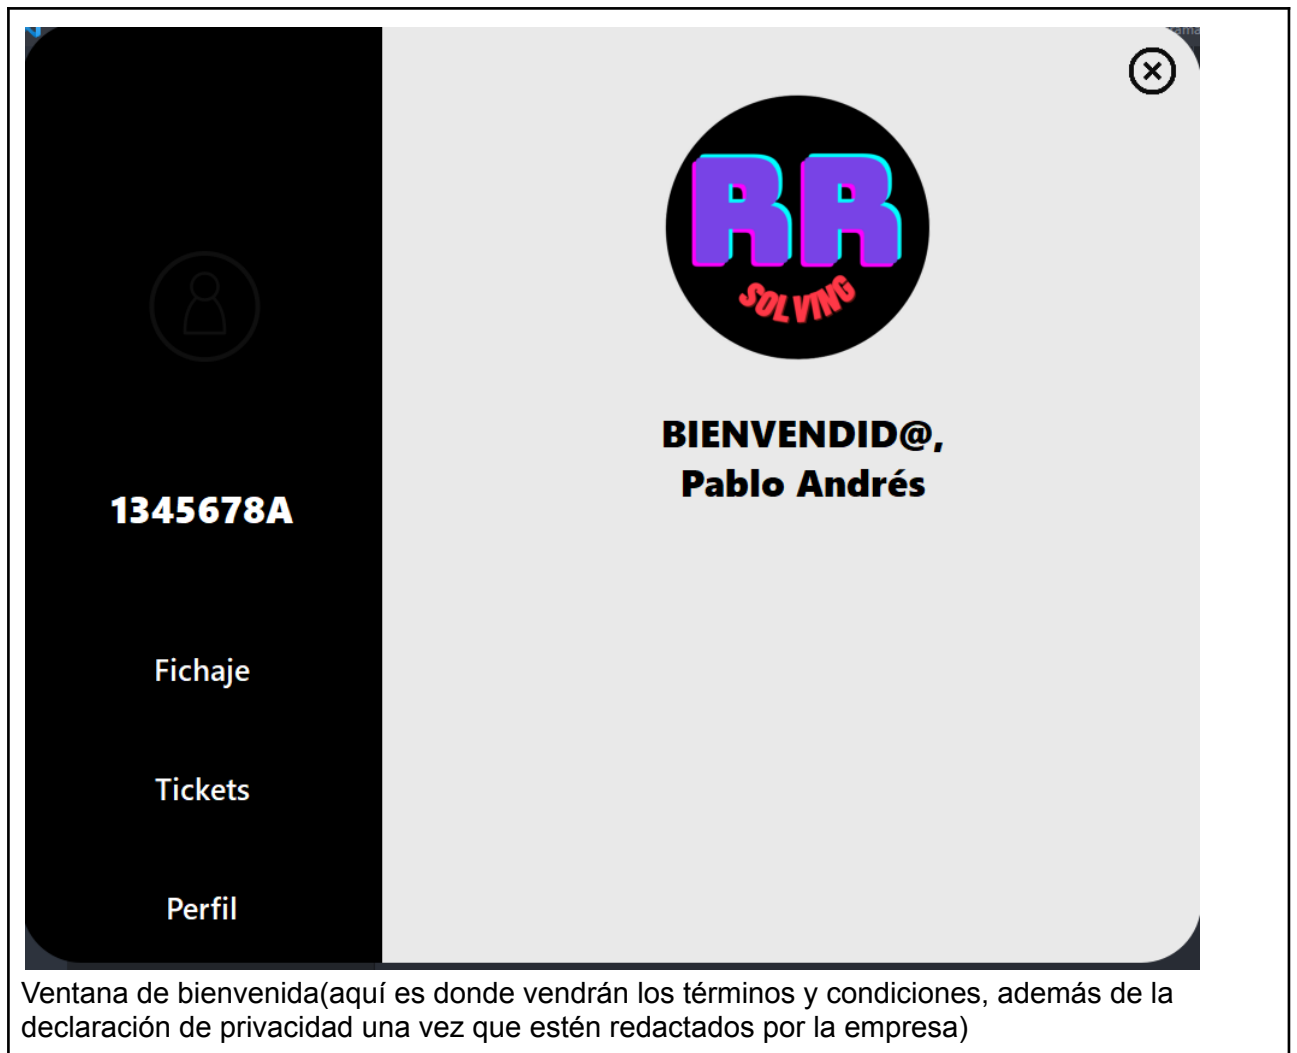 RR
SOLVING
BIENVENDID@,
Pablo Andrés
1345678A
Fichaje
Tickets
Perfil
Ventana de bienvenida(aquí es donde vendrán los términos y condiciones, además de la
declaración de privacidad una vez que estén redactados por la empresa)